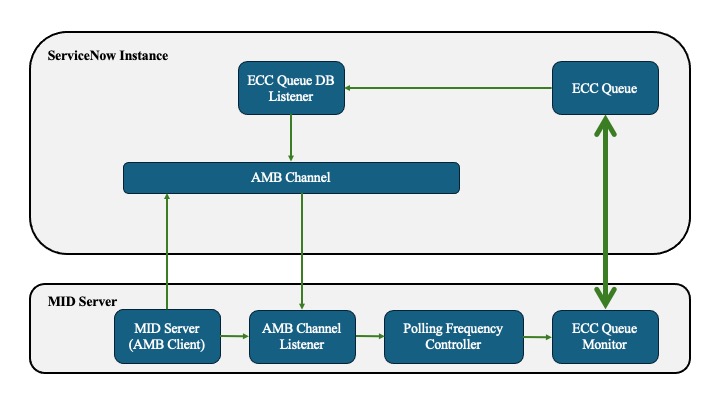 ServiceNow Instance
ECC Queue DB
Listener
ECC Queue
AMB Channel
MID Server
MID Server
(AMB Client)
AMB Channel
Listener
Polling Frequency
Controller
ECC Queue
Monitor